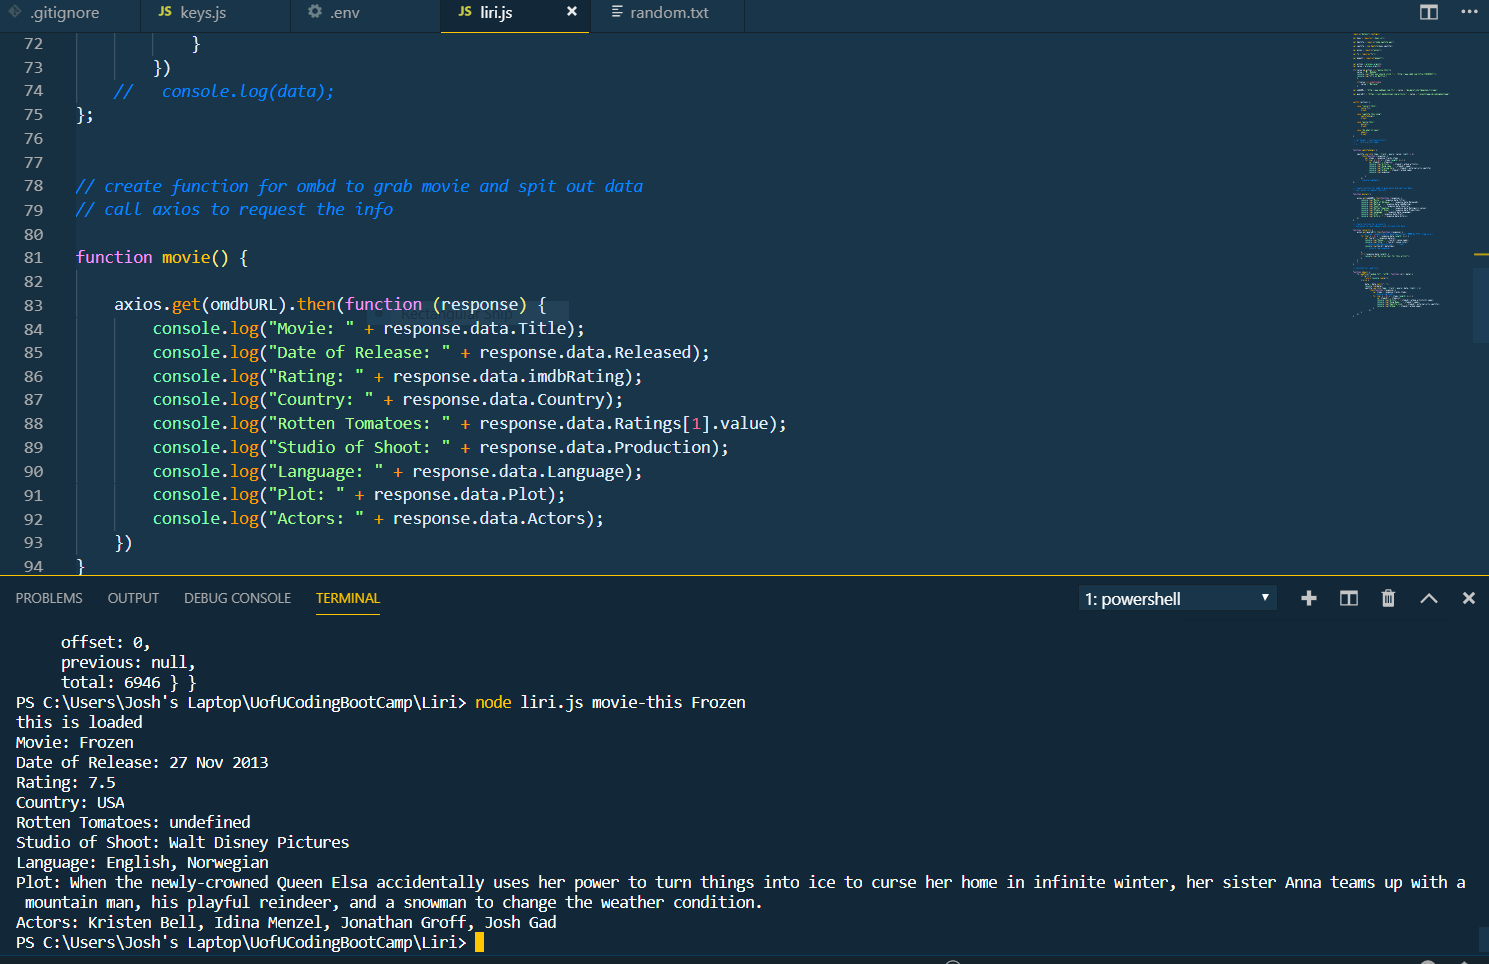 .gitignore JS keys.js .env JS liri.js × random.txt
72 }
73 })
74 // console.log(data);
75 };
76
77
78 // create function for ombd to grab movie and spit out data
79 // call axios to request the info
80
81 function movie() {
82
83 axios.get(omdbURL).then(function (response) {
Rectangular Snip
84 console.log("Movie: " + response.data.Title);
85 console.log("Date of Release: " + response.data.Released);
86 console.log("Rating: " + response.data.imdbRating);
87 console.log("Country: " + response.data.Country);
88 console.log("Rotten Tomatoes: " + response.data.Ratings[1].value);
89 console.log("Studio of Shoot: " + response.data.Production);
90 console.log("Language: " + response.data.Language);
91 console.log("Plot: " + response.data.Plot);
92 console.log("Actors: " + response.data.Actors);
93 })
94 }
PROBLEMS OUTPUT DEBUG CONSOLE TERMINAL 1: powershell
offset: 0,
previous: null,
total: 6946 } }
PS C:\Users\Josh's Laptop\UofUCodingBootCamp\Liri> node liri.js movie-this Frozen
this is loaded
Movie: Frozen
Date of Release: 27 Nov 2013
Rating: 7.5
Country: USA
Rotten Tomatoes: undefined
Studio of Shoot: Walt Disney Pictures
Language: English, Norwegian
Plot: When the newly-crowned Queen Elsa accidentally uses her power to turn things into ice to curse her home in infinite winter, her sister Anna teams up with a
mountain man, his playful reindeer, and a snowman to change the weather condition.
Actors: Kristen Bell, Idina Menzel, Jonathan Groff, Josh Gad
PS C:\Users\Josh's Laptop\UofUCodingBootCamp\Liri>